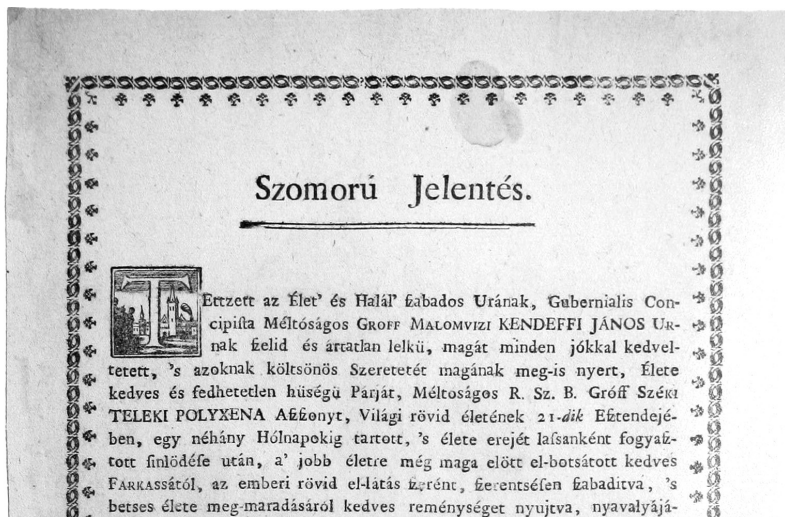 Szomorú Jelentés.
TEttzett az Élet' és Halál' ſzabados Urának, Gubernialis Con-
cipiſta Méltóságos GROFF MALOMVIZI KENDEFFI JÁNOS UR-
nak ſzelid és ártatlan lelkü, magát minden jókkal kedvel-
tetett, 's azoknak költsönös Szeretetét magának meg-is nyert, Élete
kedves és fedhetetlen hüségü Párját, Méltoságos R. Sz. B. Gróff SZÉKI
TELEKI POLYXENA Aſzſzonyt, Világi rövid életének 21-dik Eſztendejé-
ben, egy néhány Hólnapokig tartott, 's élete erejét laſsanként fogyaſz-
tott ſinlödéſe után, a' jobb életre még maga elött el-botsátott kedves
FARKASsától, az emberi rövid el-látás ſzerént, ſzerentséſen ſzabaditva, 's
betses élete meg-maradásáról kedves reménységet nyujtva, nyavalyájá-